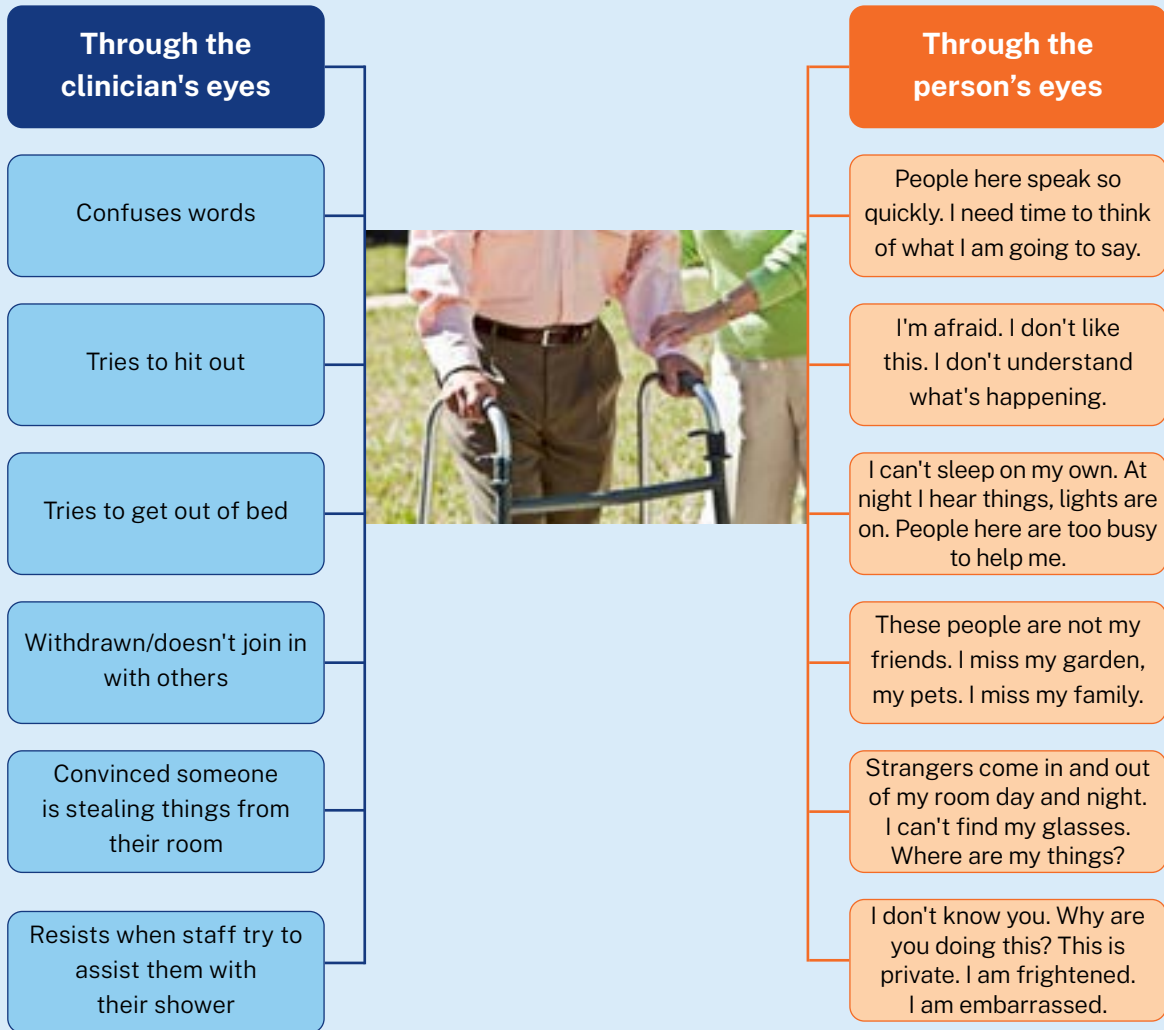 Through the
clinician's eyes
Confuses words
Tries to hit out
Tries to get out of bed
Withdrawn/doesn't join in
with others
Convinced someone
is stealing things from
their room
Resists when staff try to
assist them with
their shower
Through the
person’s eyes
People here speak so
quickly. I need time to think
of what I am going to say.
I'm afraid. I don't like
this. I don't understand
what's happening.
I can't sleep on my own. At
night I hear things, lights are
on. People here are too busy
to help me.
These people are not my
friends. I miss my garden,
my pets. I miss my family.
Strangers come in and out
of my room day and night.
I can't find my glasses.
Where are my things?
I don't know you. Why are
you doing this? This is
private. I am frightened.
I am embarrassed.